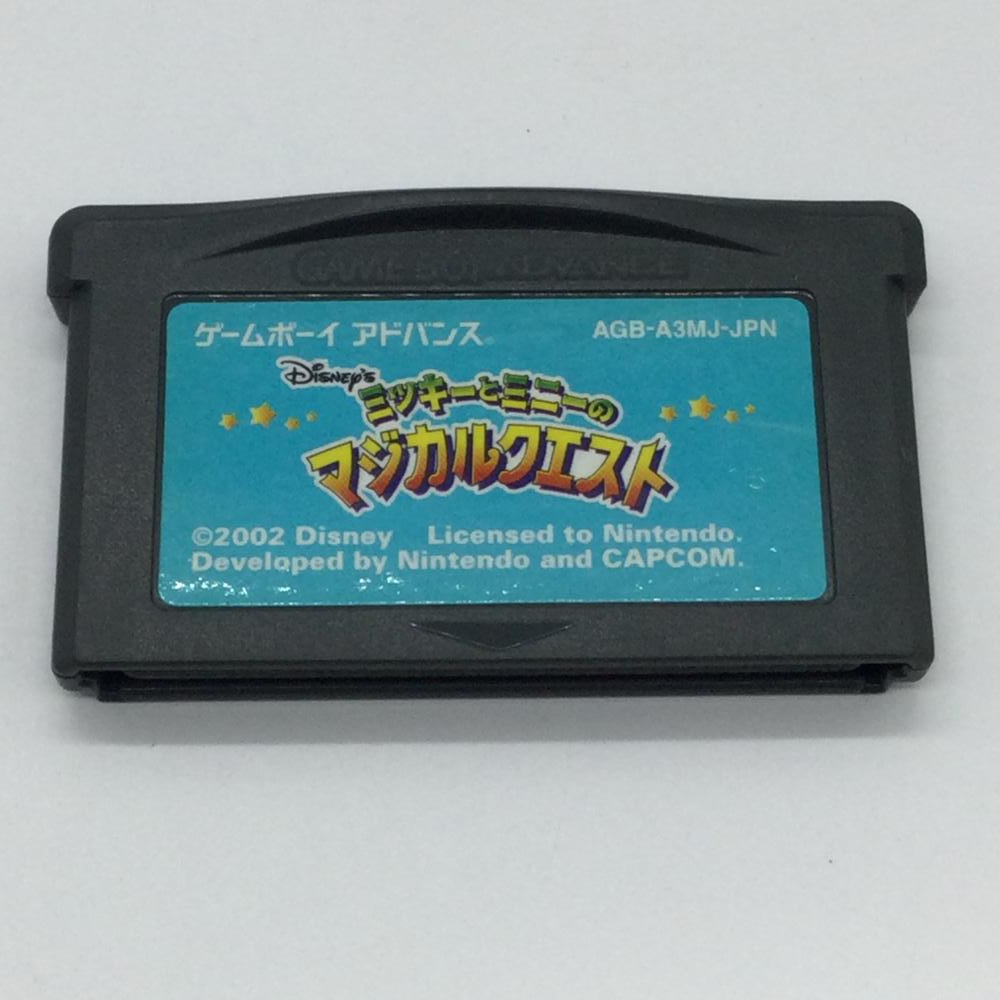 GAME BOY ADVANCE
ゲームボーイ アドバンス
AGB-A3MJ-JPN
Disney's
ミッキーとミニーの
マジカルクエスト
©2002 Disney Licensed to Nintendo.
Developed by Nintendo and CAPCOM.